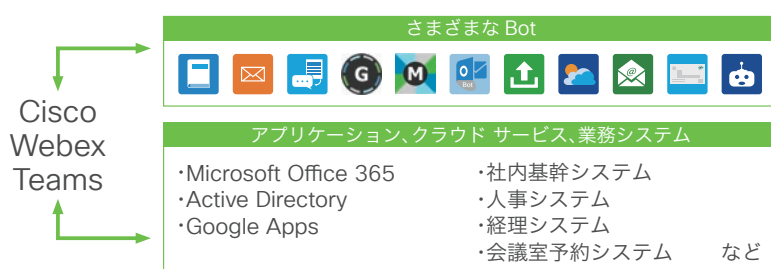 さまざまな Bot
G
M
Bot
Cisco
Webex
Teams
アプリケーション、クラウド サービス、業務システム
・Microsoft Office 365
・Active Directory
・Google Apps
・社内基幹システム
・人事システム
・経理システム
・会議室予約システム など